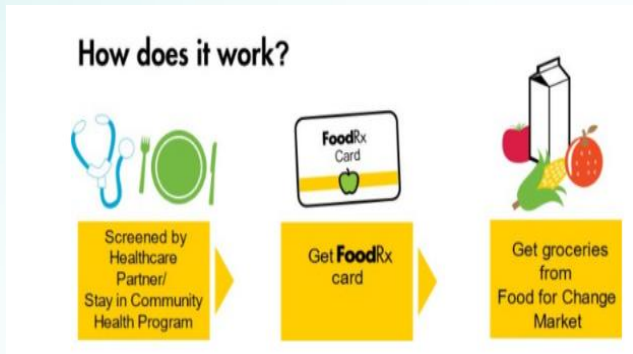 How does it work?
FoodRx
Card
Screened by
Healthcare
Partner/
Stay in Community
Health Program
Get FoodRx
card
Get groceries
from
Food for Change
Market